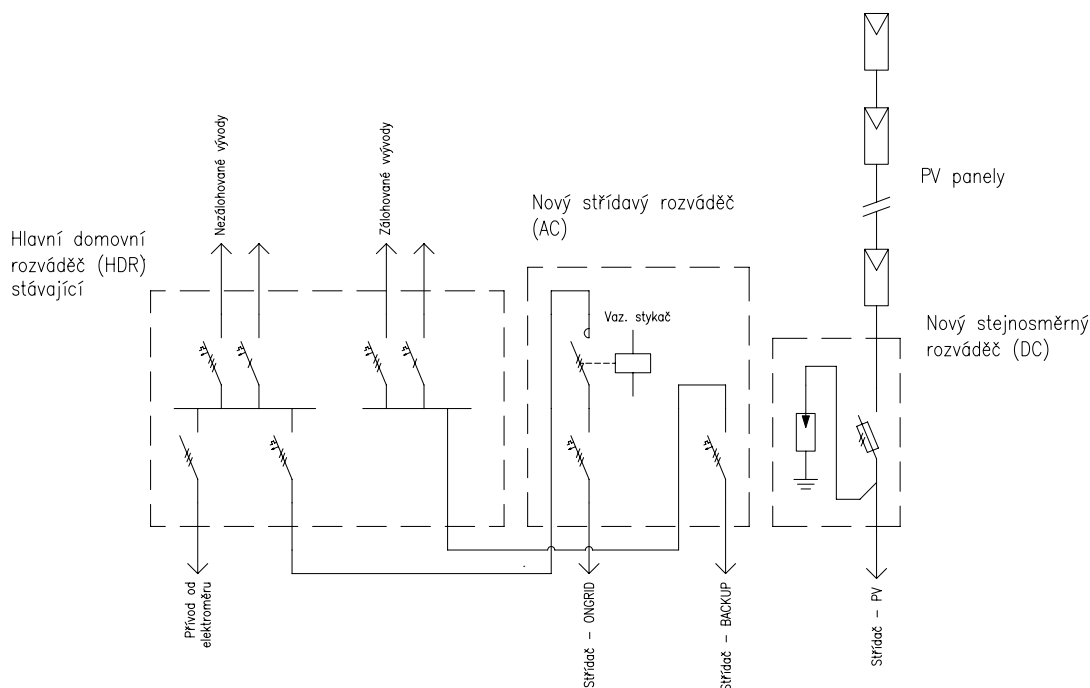 Hlavní domovní
rozváděč (HDR)
stávající
Nezálohované vývody
Zálohované vývody
Nový střídavý rozváděč
(AC)
Vaz. stykač
PV panely
Nový stejnosměrný
rozváděč (DC)
Přívod od
elektroměru
Střídač - ONGRID
Střídač - BACKUP
Střídač - PV